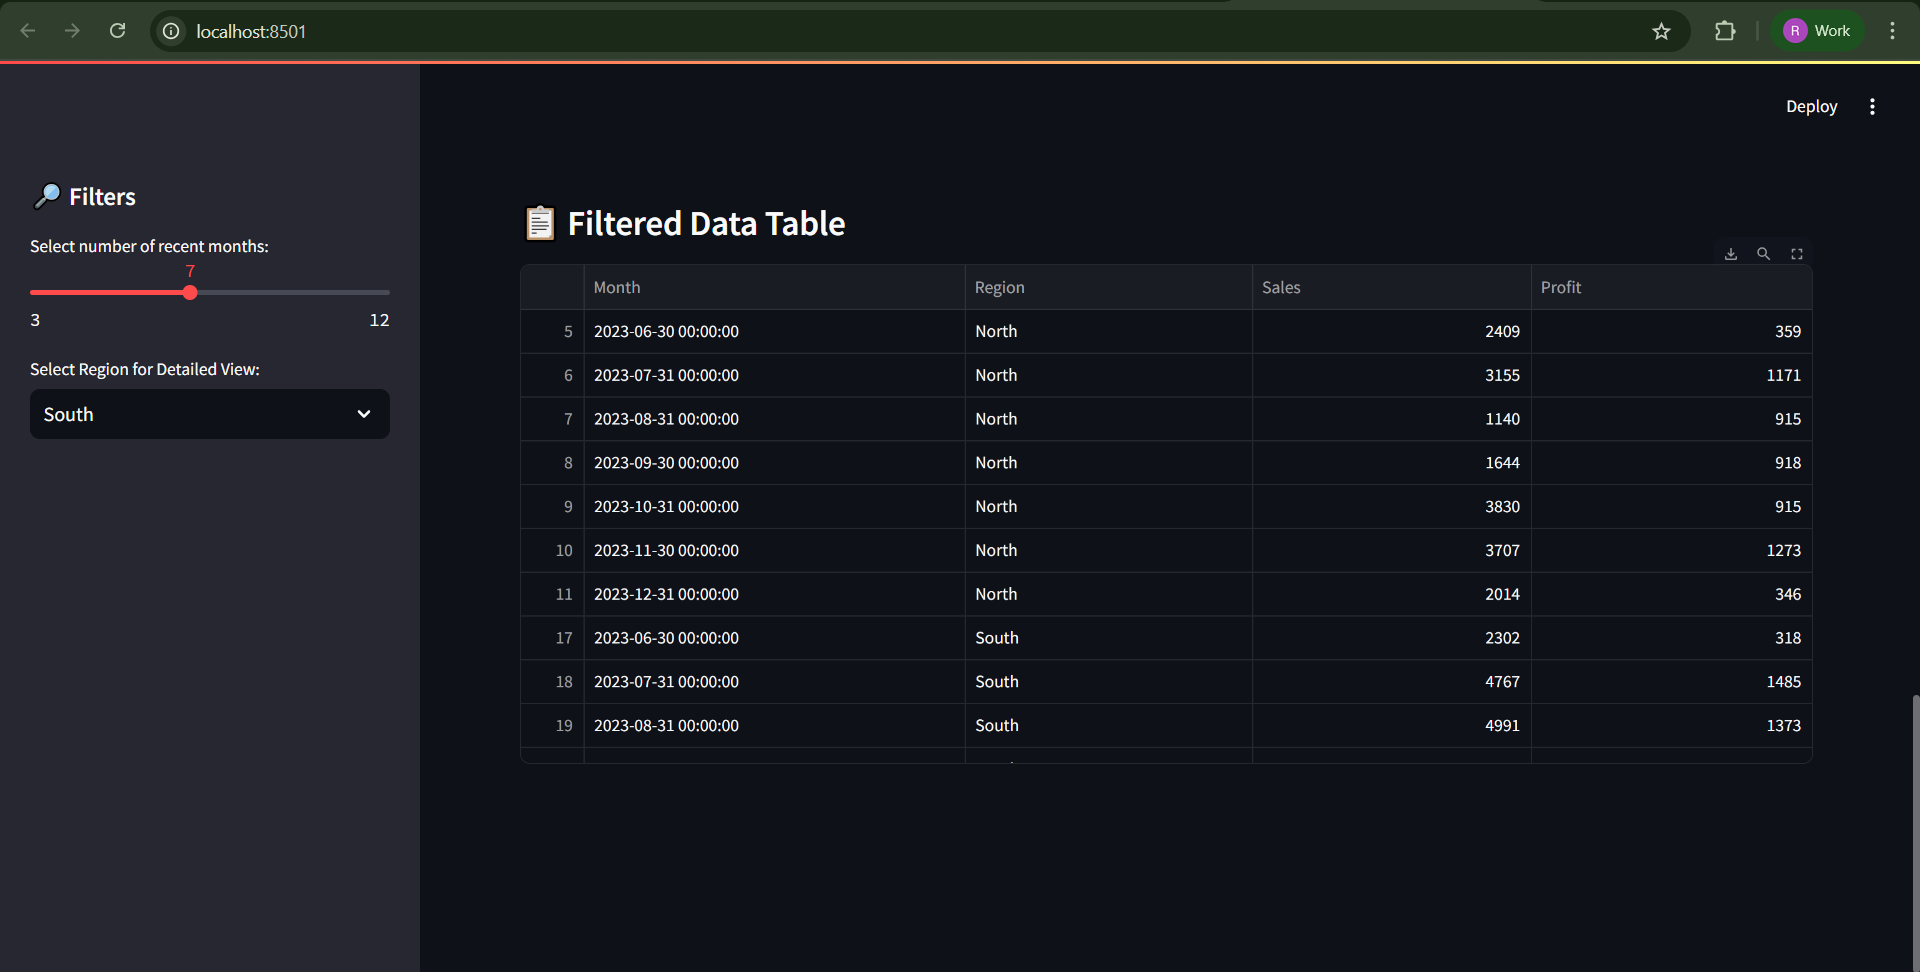 localhost:8501
R Work
Deploy
Filters
Select number of recent months:
7
3 12
Select Region for Detailed View:
South
Filtered Data Table
Month Region Sales Profit
5 2023-06-30 00:00:00 North 2409 359
6 2023-07-31 00:00:00 North 3155 1171
7 2023-08-31 00:00:00 North 1140 915
8 2023-09-30 00:00:00 North 1644 918
9 2023-10-31 00:00:00 North 3830 915
10 2023-11-30 00:00:00 North 3707 1273
11 2023-12-31 00:00:00 North 2014 346
17 2023-06-30 00:00:00 South 2302 318
18 2023-07-31 00:00:00 South 4767 1485
19 2023-08-31 00:00:00 South 4991 1373